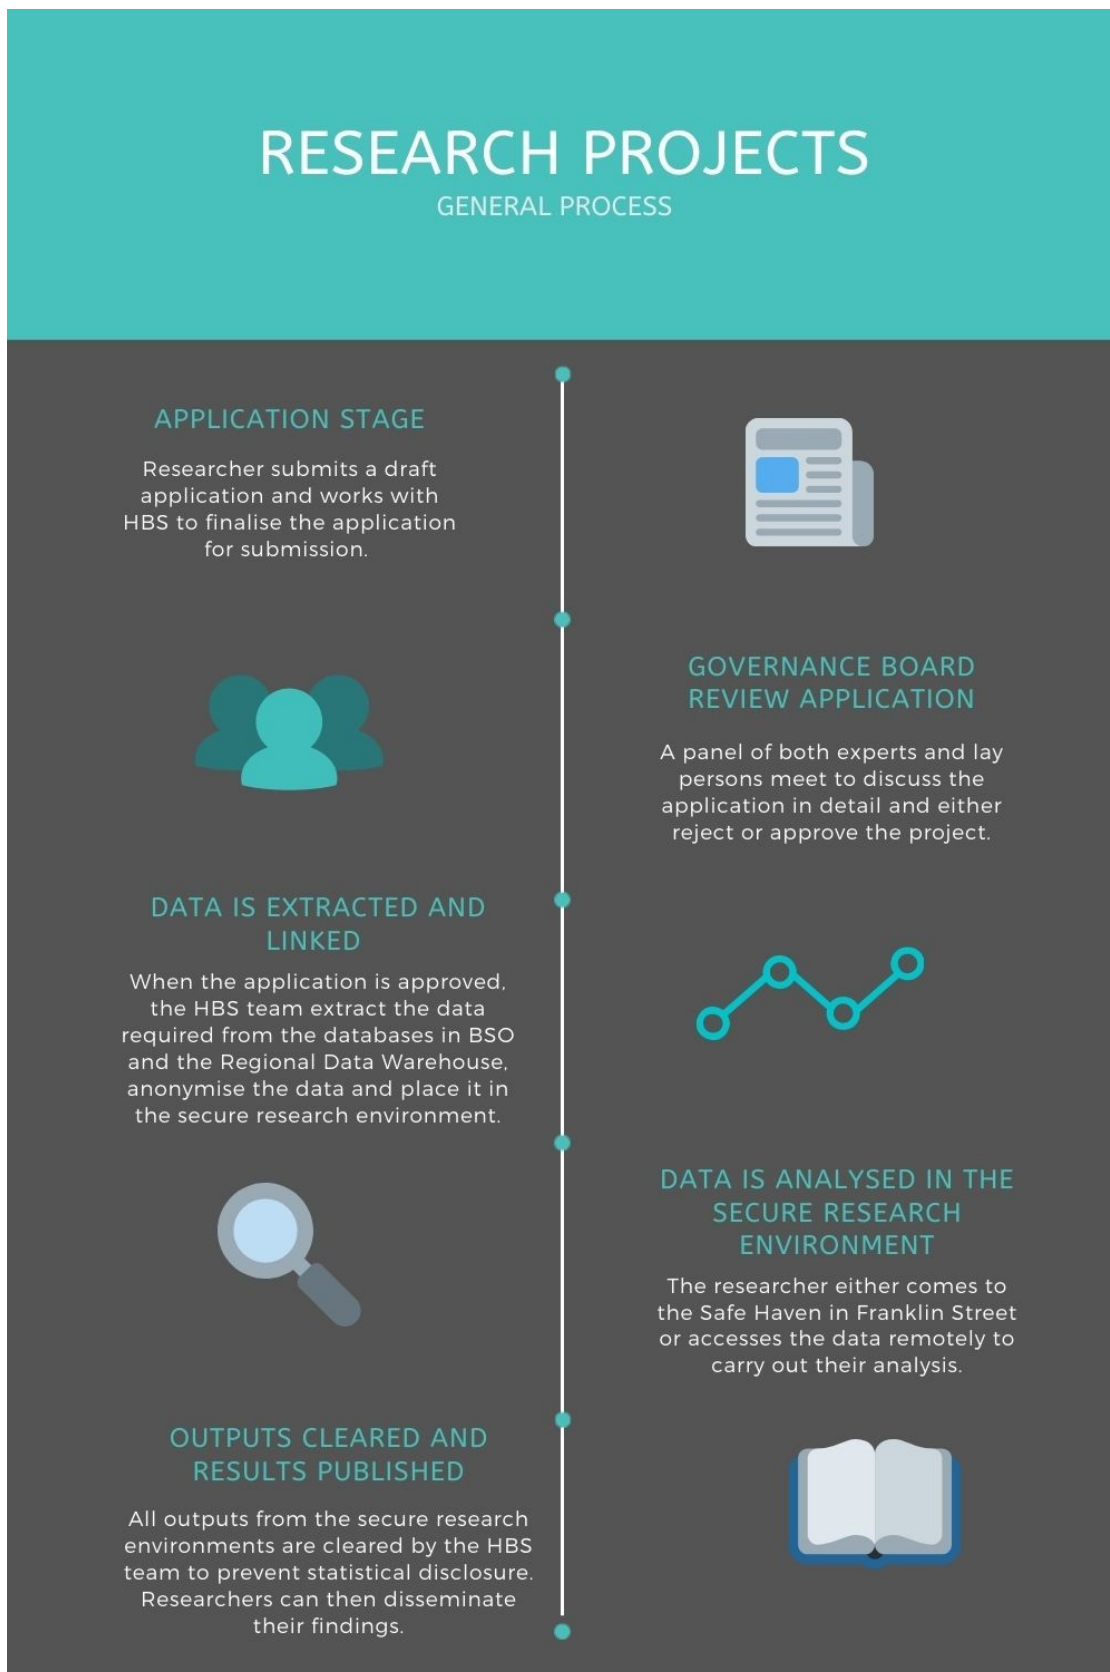 RESEARCH PROJECTS
GENERAL PROCESS
APPLICATION STAGE
Researcher submits a draft
application and works with
HBS to finalise the application
for submission.
GOVERNANCE BOARD
REVIEW APPLICATION
A panel of both experts and lay
persons meet to discuss the
application in detail and either
reject or approve the project.
DATA IS EXTRACTED AND
LINKED
When the application is approved,
the HBS team extract the data
required from the databases in BSO
and the Regional Data Warehouse,
anonymise the data and place it in
the secure research environment.
DATA IS ANALYSED IN THE
SECURE RESEARCH
ENVIRONMENT
The researcher either comes to
the Safe Haven in Franklin Street
or accesses the data remotely to
carry out their analysis.
OUTPUTS CLEARED AND
RESULTS PUBLISHED
All outputs from the secure research
environments are cleared by the HBS
team to prevent statistical disclosure.
Researchers can then disseminate
their findings.